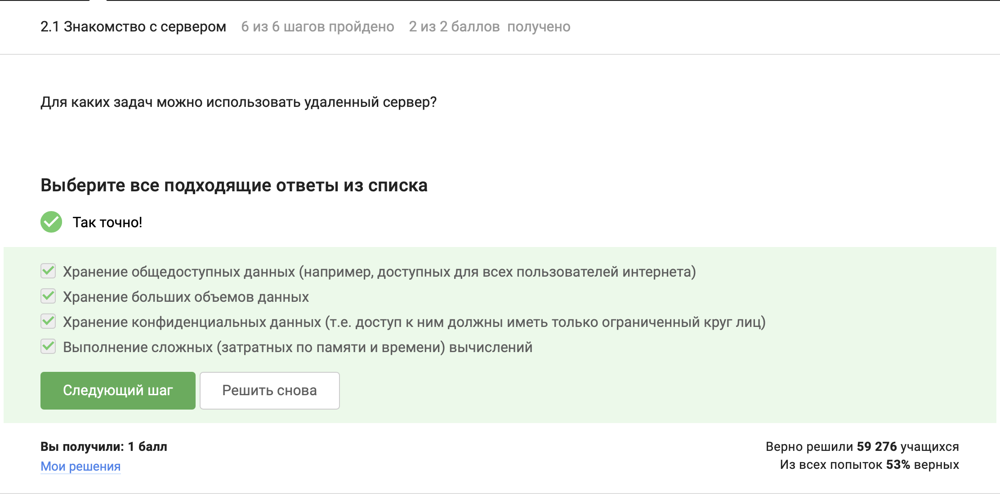 2.1 Знакомство с сервером 6 из 6 шагов пройдено 2 из 2 баллов получено
Для каких задач можно использовать удаленный сервер?
Выберите все подходящие ответы из списка
Так точно!
Хранение общедоступных данных (например, доступных для всех пользователей интернета)
Хранение больших объемов данных
Хранение конфиденциальных данных (т.е. доступ к ним должны иметь только ограниченный круг лиц)
Выполнение сложных (затратных по памяти и времени) вычислений
Следующий шаг Решить снова
Вы получили: 1 балл
Мои решения
Верно решили 59 276 учащихся
Из всех попыток 53% верных